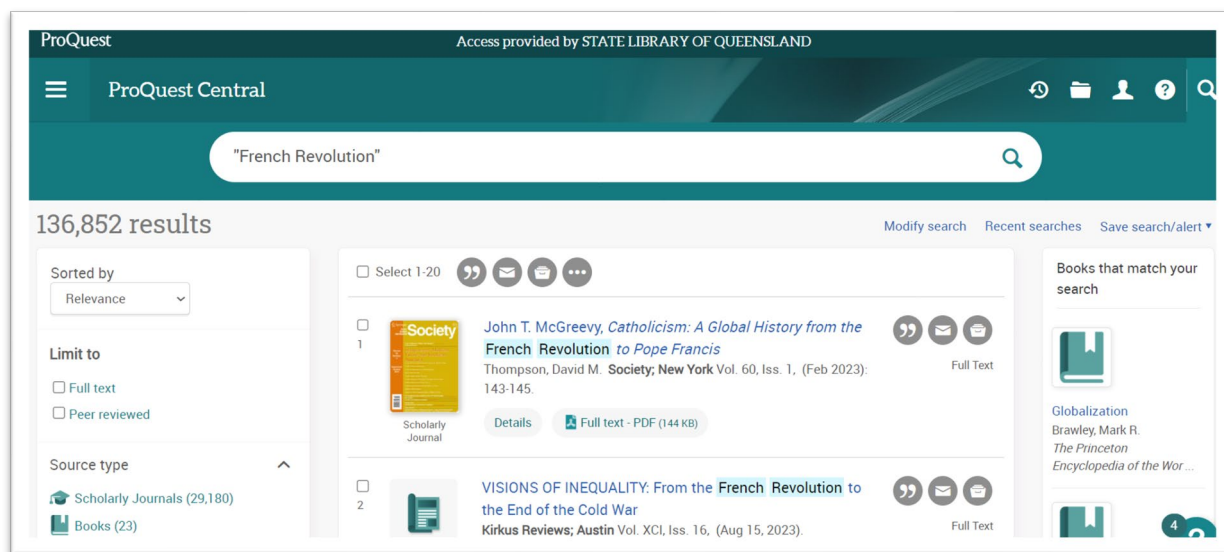 ProQuest
Access provided by STATE LIBRARY OF QUEENSLAND
ProQuest Central
"French Revolution"
136,852 results
Modify search
Recent searches
Save search/alert
Sorted by
Relevance
Limit to
Full text
Peer reviewed
Source type
Scholarly Journals (29,180)
Books (23)
Select 1-20
1
Society
Scholarly
Journal
John T. McGreevy, Catholicism: A Global History from the
French Revolution to Pope Francis
Thompson, David M. Society; New York Vol. 60, Iss. 1, (Feb 2023):
143-145.
Details
Full text - PDF (144 KB)
Full Text
2
VISIONS OF INEQUALITY: From the French Revolution to
the End of the Cold War
Kirkus Reviews; Austin Vol. XCI, Iss. 16, (Aug 15, 2023).
Full Text
Books that match your
search
Globalization
Brawley, Mark R.
The Princeton
Encyclopedia of the Wor ...
4